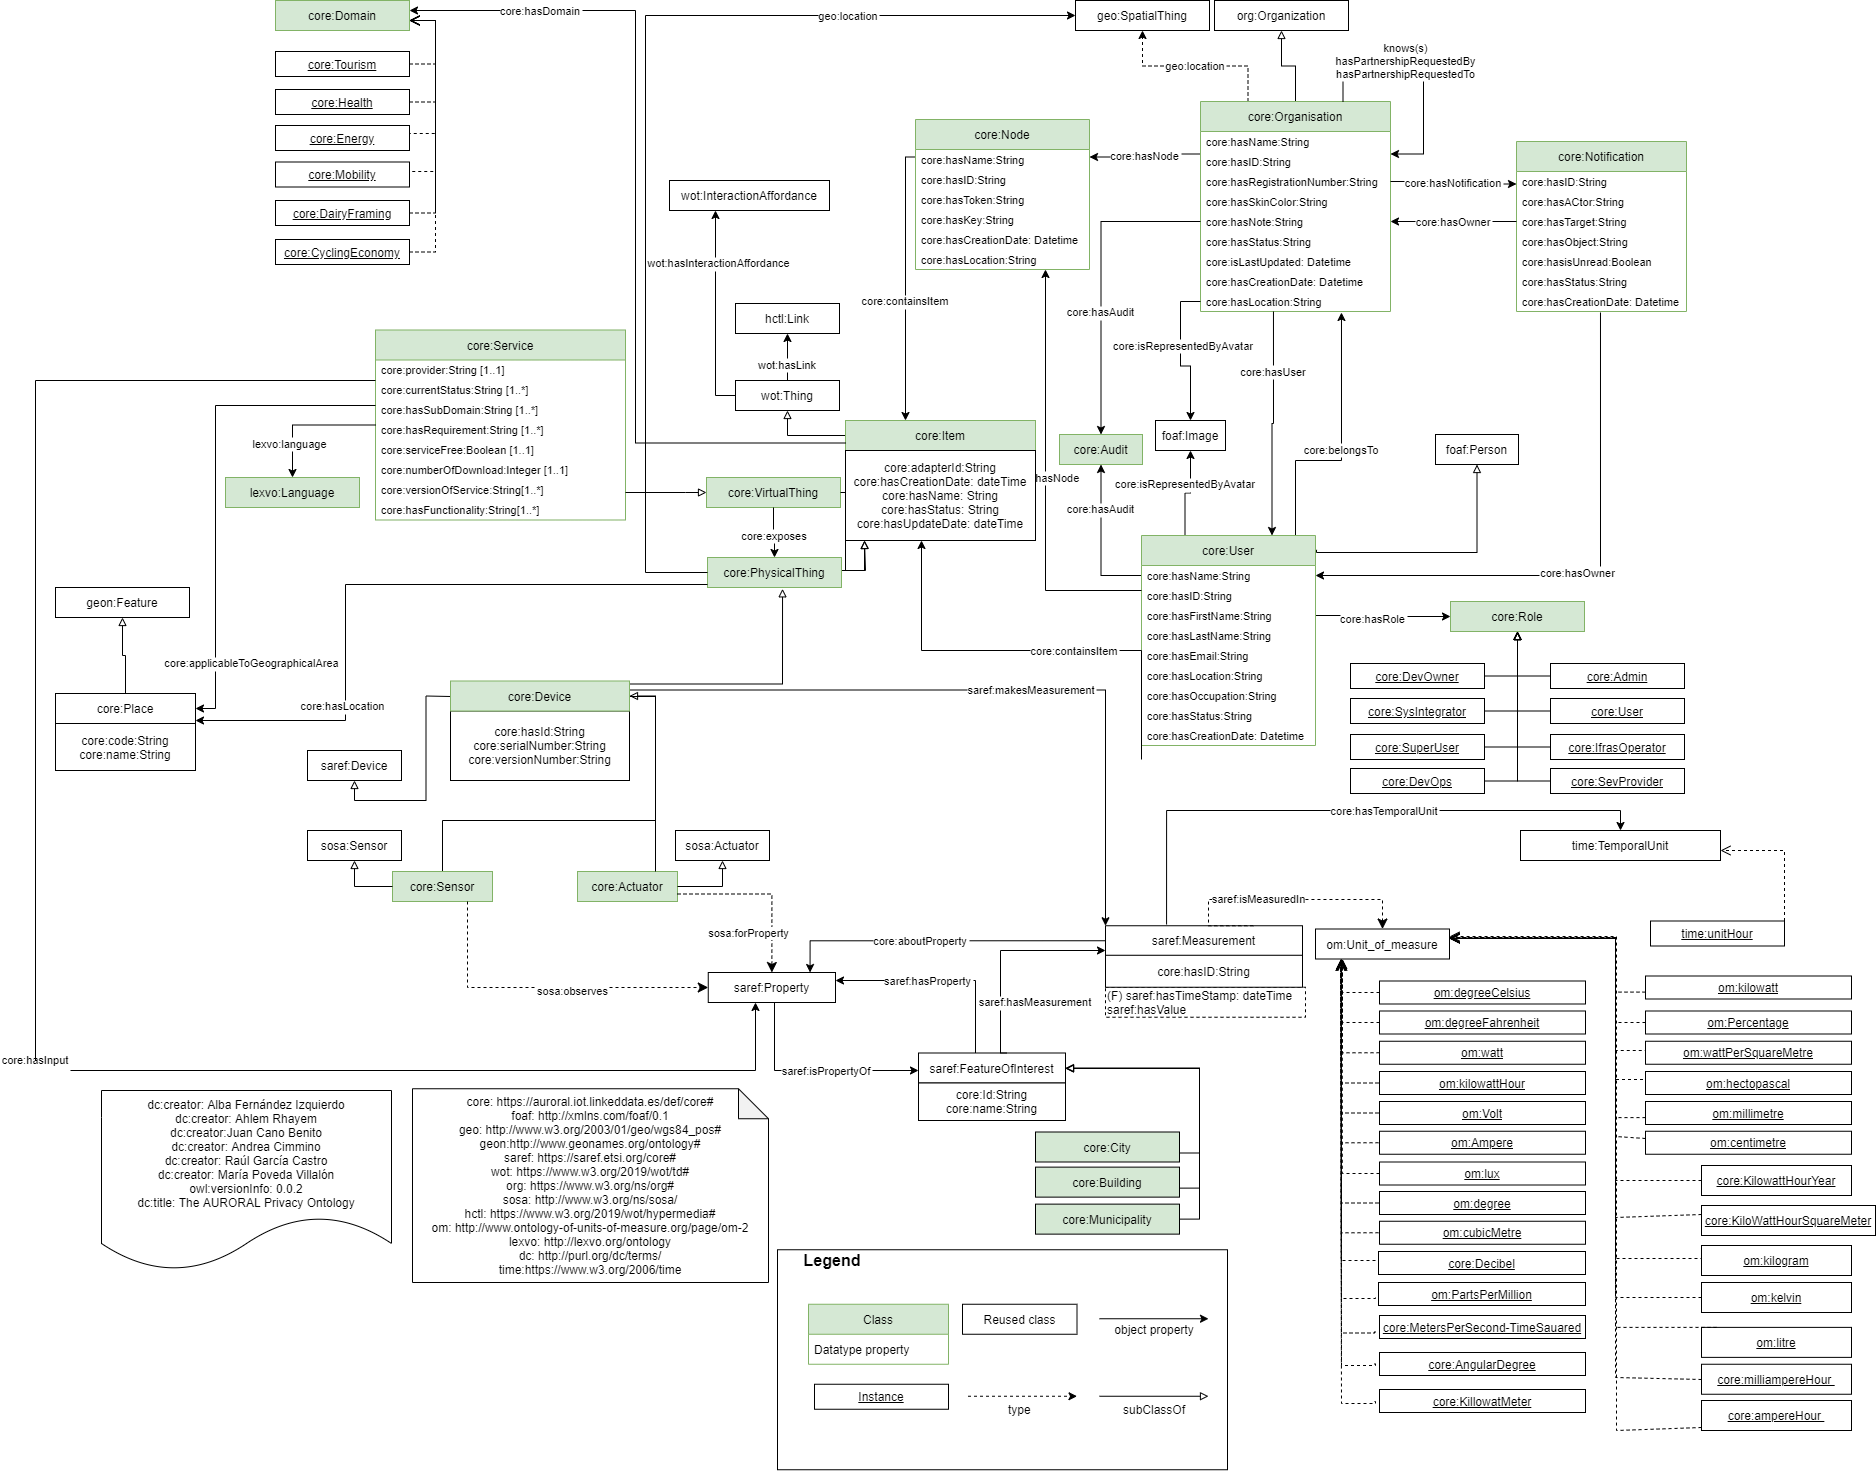 core:Domain
core:hasDomain
geo:location
geo:SpatialThing
org:Organization
core:Tourism
core:Health
core:Energy
core:Mobility
core:DairyFraming
core:CyclingEconomy
geo:location
knows(s)
hasPartnershipRequestedBy
hasPartnershipRequestedTo
core:Node
core:hasName:String
core:hasID:String
core:hasToken:String
core:hasKey:String
core:hasCreationDate: Datetime
core:hasLocation:String
core:hasNode
core:Organisation
core:hasName:String
core:hasID:String
core:hasRegistrationNumber:String
core:hasSkinColor:String
core:hasNote:String
core:hasStatus:String
core:isLastUpdated: Datetime
core:hasCreationDate: Datetime
core:hasLocation:String
core:hasNotification
core:hasOwner
core:Notification
core:hasID:String
core:hasACtor:String
core:hasTarget:String
core:hasObject:String
core:hasisUnread:Boolean
core:hasStatus:String
core:hasCreationDate: Datetime
wot:InteractionAffordance
wot:hasInteractionAffordance
core:containsItem
hctl:Link
wot:hasLink
wot:Thing
core:hasAudit
core:isRepresentedByAvatar
core:hasUser
core:Service
core:provider:String [1..1]
core:currentStatus:String [1..*]
core:hasSubDomain:String [1..*]
core:hasRequirement:String [1..*]
core:serviceFree:Boolean [1..1]
core:numberOfDownload:Integer [1..1]
core:versionOfService:String[1..*]
core:hasFunctionality:String[1..*]
lexvo:language
lexvo:Language
core:Item
core:adapterId:String
core:hasCreationDate: dateTime
core:hasName: String
core:hasStatus: String
core:hasUpdateDate: dateTime
core:VirtualThing
core:exposes
core:PhysicalThing
hasNode
core:Audit
foaf:Image
core:isRepresentedByAvatar
core:hasAudit
core:belongsTo
foaf:Person
core:User
core:hasName:String
core:hasID:String
core:hasFirstName:String
core:hasLastName:String
core:hasEmail:String
core:hasLocation:String
core:hasOccupation:String
core:hasStatus:String
core:hasCreationDate: Datetime
core:hasOwner
core:hasRole
core:Role
core:DevOwner
core:Admin
core:SysIntegrator
core:User
core:SuperUser
core:IfrasOperator
core:DevOps
core:SevProvider
geon:Feature
core:applicableToGeographicalArea
core:hasLocation
core:Place
core:code:String
core:name:String
core:containsItem
core:Device
core:hasId:String
core:serialNumber:String
core:versionNumber:String
saref:makesMeasurement
saref:Device
sosa:Sensor
sosa:Actuator
core:Sensor
core:Actuator
sosa:forProperty
sosa:observes
core:hasTemporalUnit
time:TemporalUnit
time:unitHour
saref:isMeasuredIn
core:aboutProperty
saref:Measurement
core:hasID:String
(F) saref:hasTimeStamp: dateTime
saref:hasValue
om:Unit_of_measure
saref:Property
saref:hasProperty
saref:hasMeasurement
core:hasInput
saref:isPropertyOf
saref:FeatureOfInterest
core:Id:String
core:name:String
core:City
core:Building
core:Municipality
om:degreeCelsius
om:degreeFahrenheit
om:watt
om:kilowattHour
om:Volt
om:Ampere
om:lux
om:degree
om:cubicMetre
core:Decibel
om:PartsPerMillion
core:MetersPerSecond-TimeSauared
core:AngularDegree
core:KillowatMeter
om:kilowatt
om:Percentage
om:wattPerSquareMetre
om:hectopascal
om:millimetre
om:centimetre
core:KilowattHourYear
core:KiloWattHourSquareMeter
om:kilogram
om:kelvin
om:litre
core:milliampereHour
core:ampereHour
dc:creator: Alba Fernández Izquierdo
dc:creator: Ahlem Rhayem
dc:creator:Juan Cano Benito
dc:creator: Andrea Cimmino
dc:creator: Raúl García Castro
dc:creator: María Poveda Villalón
owl:versionInfo: 0.0.2
dc:title: The AURORAL Privacy Ontology
core: https://auroral.iot.linkeddata.es/def/core#
foaf: http://xmlns.com/foaf/0.1
geo: http://www.w3.org/2003/01/geo/wgs84_pos#
geon:http://www.geonames.org/ontology#
saref: https://saref.etsi.org/core#
wot: https://www.w3.org/2019/wot/td#
org: https://www.w3.org/ns/org#
sosa: http://www.w3.org/ns/sosa/
hctl: https://www.w3.org/2019/wot/hypermedia#
om: http://www.ontology-of-units-of-measure.org/page/om-2
lexvo: http://lexvo.org/ontology
dc: http://purl.org/dc/terms/
time:https://www.w3.org/2006/time
Legend
Class
Datatype property
Reused class
object property
Instance
type
subClassOf